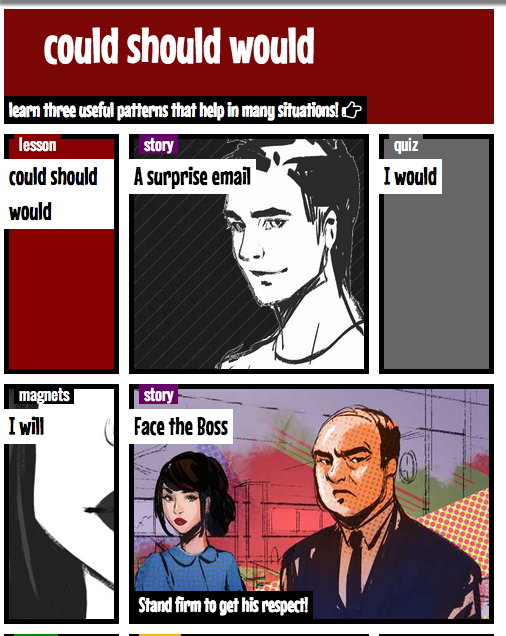 could should would
learn three useful patterns that help in many situations!
lesson
could should
would
story
A surprise email
quiz
I would
magnets
I will
story
Face the Boss
Stand firm to get his respect!